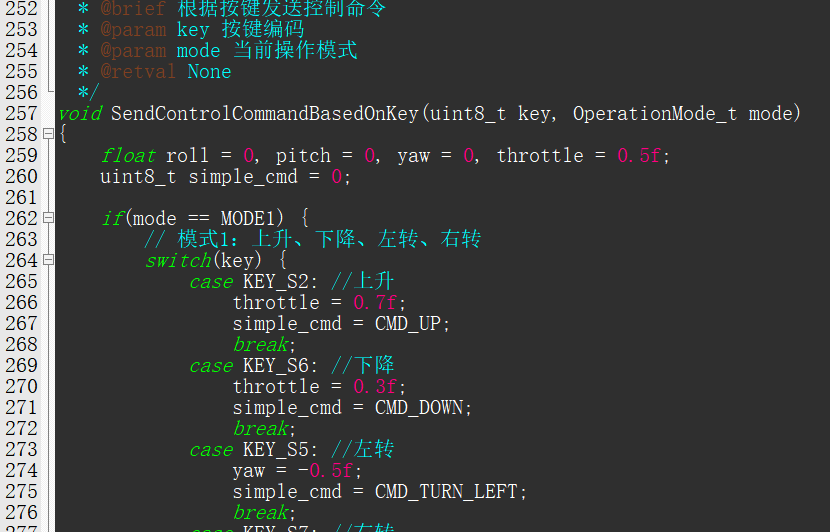 252  * @brief 根据按键发送控制命令
253  * @param key 按键编码
254  * @param mode 当前操作模式
255  * @retval None
256  */
257 void SendControlCommandBasedOnKey(uint8_t key, OperationMode_t mode)
258 {
259     float roll = 0, pitch = 0, yaw = 0, throttle = 0.5f;
260     uint8_t simple_cmd = 0;
261
262     if(mode == MODE1) {
263         // 模式1: 上升、下降、左转、右转
264         switch(key) {
265             case KEY_S2: //上升
266                 throttle = 0.7f;
267                 simple_cmd = CMD_UP;
268                 break;
269             case KEY_S6: //下降
270                 throttle = 0.3f;
271                 simple_cmd = CMD_DOWN;
272                 break;
273             case KEY_S5: //左转
274                 yaw = -0.5f;
275                 simple_cmd = CMD_TURN_LEFT;
276                 break;
277             case KEY_S7: //右转